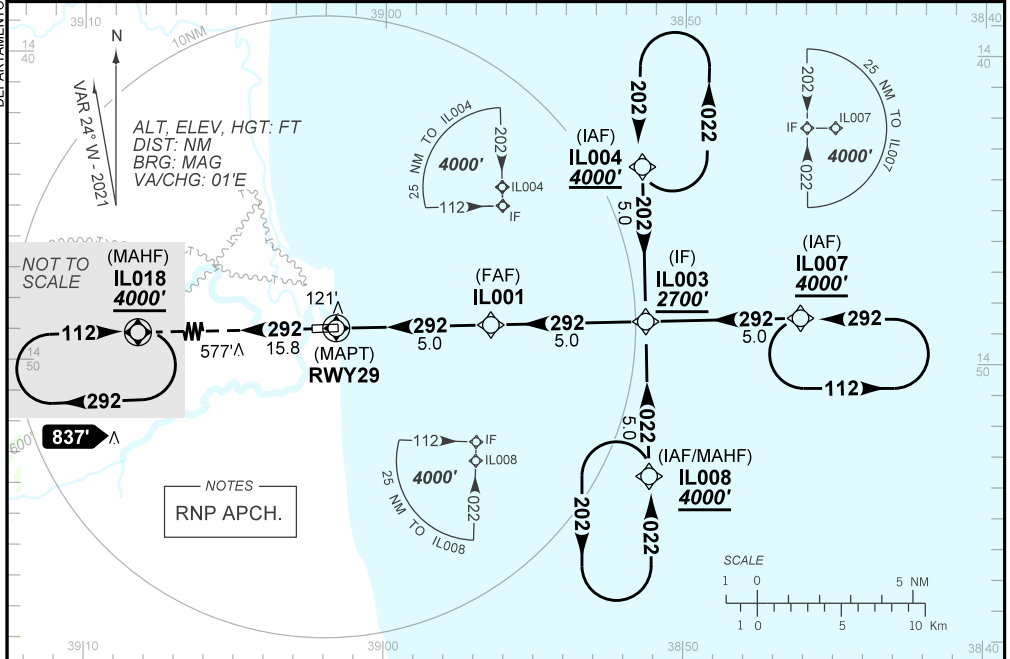 DEPARTAMENTO
39 10
39 00
38 50
38 40
14
40
14
40
10NM
N
VAR 24° W - 2021
ALT, ELEV, HGT: FT
DIST: NM
BRG: MAG
VA/CHG: 01'E
25 NM TO IL004
4000'
202
IL004
112
IF
202
022
(IAF)
IL004
4000'
202
5.0
202
IF
IL007
4000'
022
25 NM TO IL007
NOT TO
SCALE
(MAHF)
IL018
4000'
112
292
577'
292
15.8
121'
(MAPT)
RWY29
292
5.0
(FAF)
IL001
292
5.0
(IF)
IL003
2700'
292
5.0
(IAF)
IL007
4000'
292
112
14
50
14
50
837'
600'
NOTES
RNP APCH.
112
IF
IL008
4000'
022
25 NM TO IL008
022
5.0
(IAF/MAHF)
IL008
4000'
202
022
SCALE
1 0 5 NM
1 0 5 10 Km
39 10
39 00
38 50
38 40